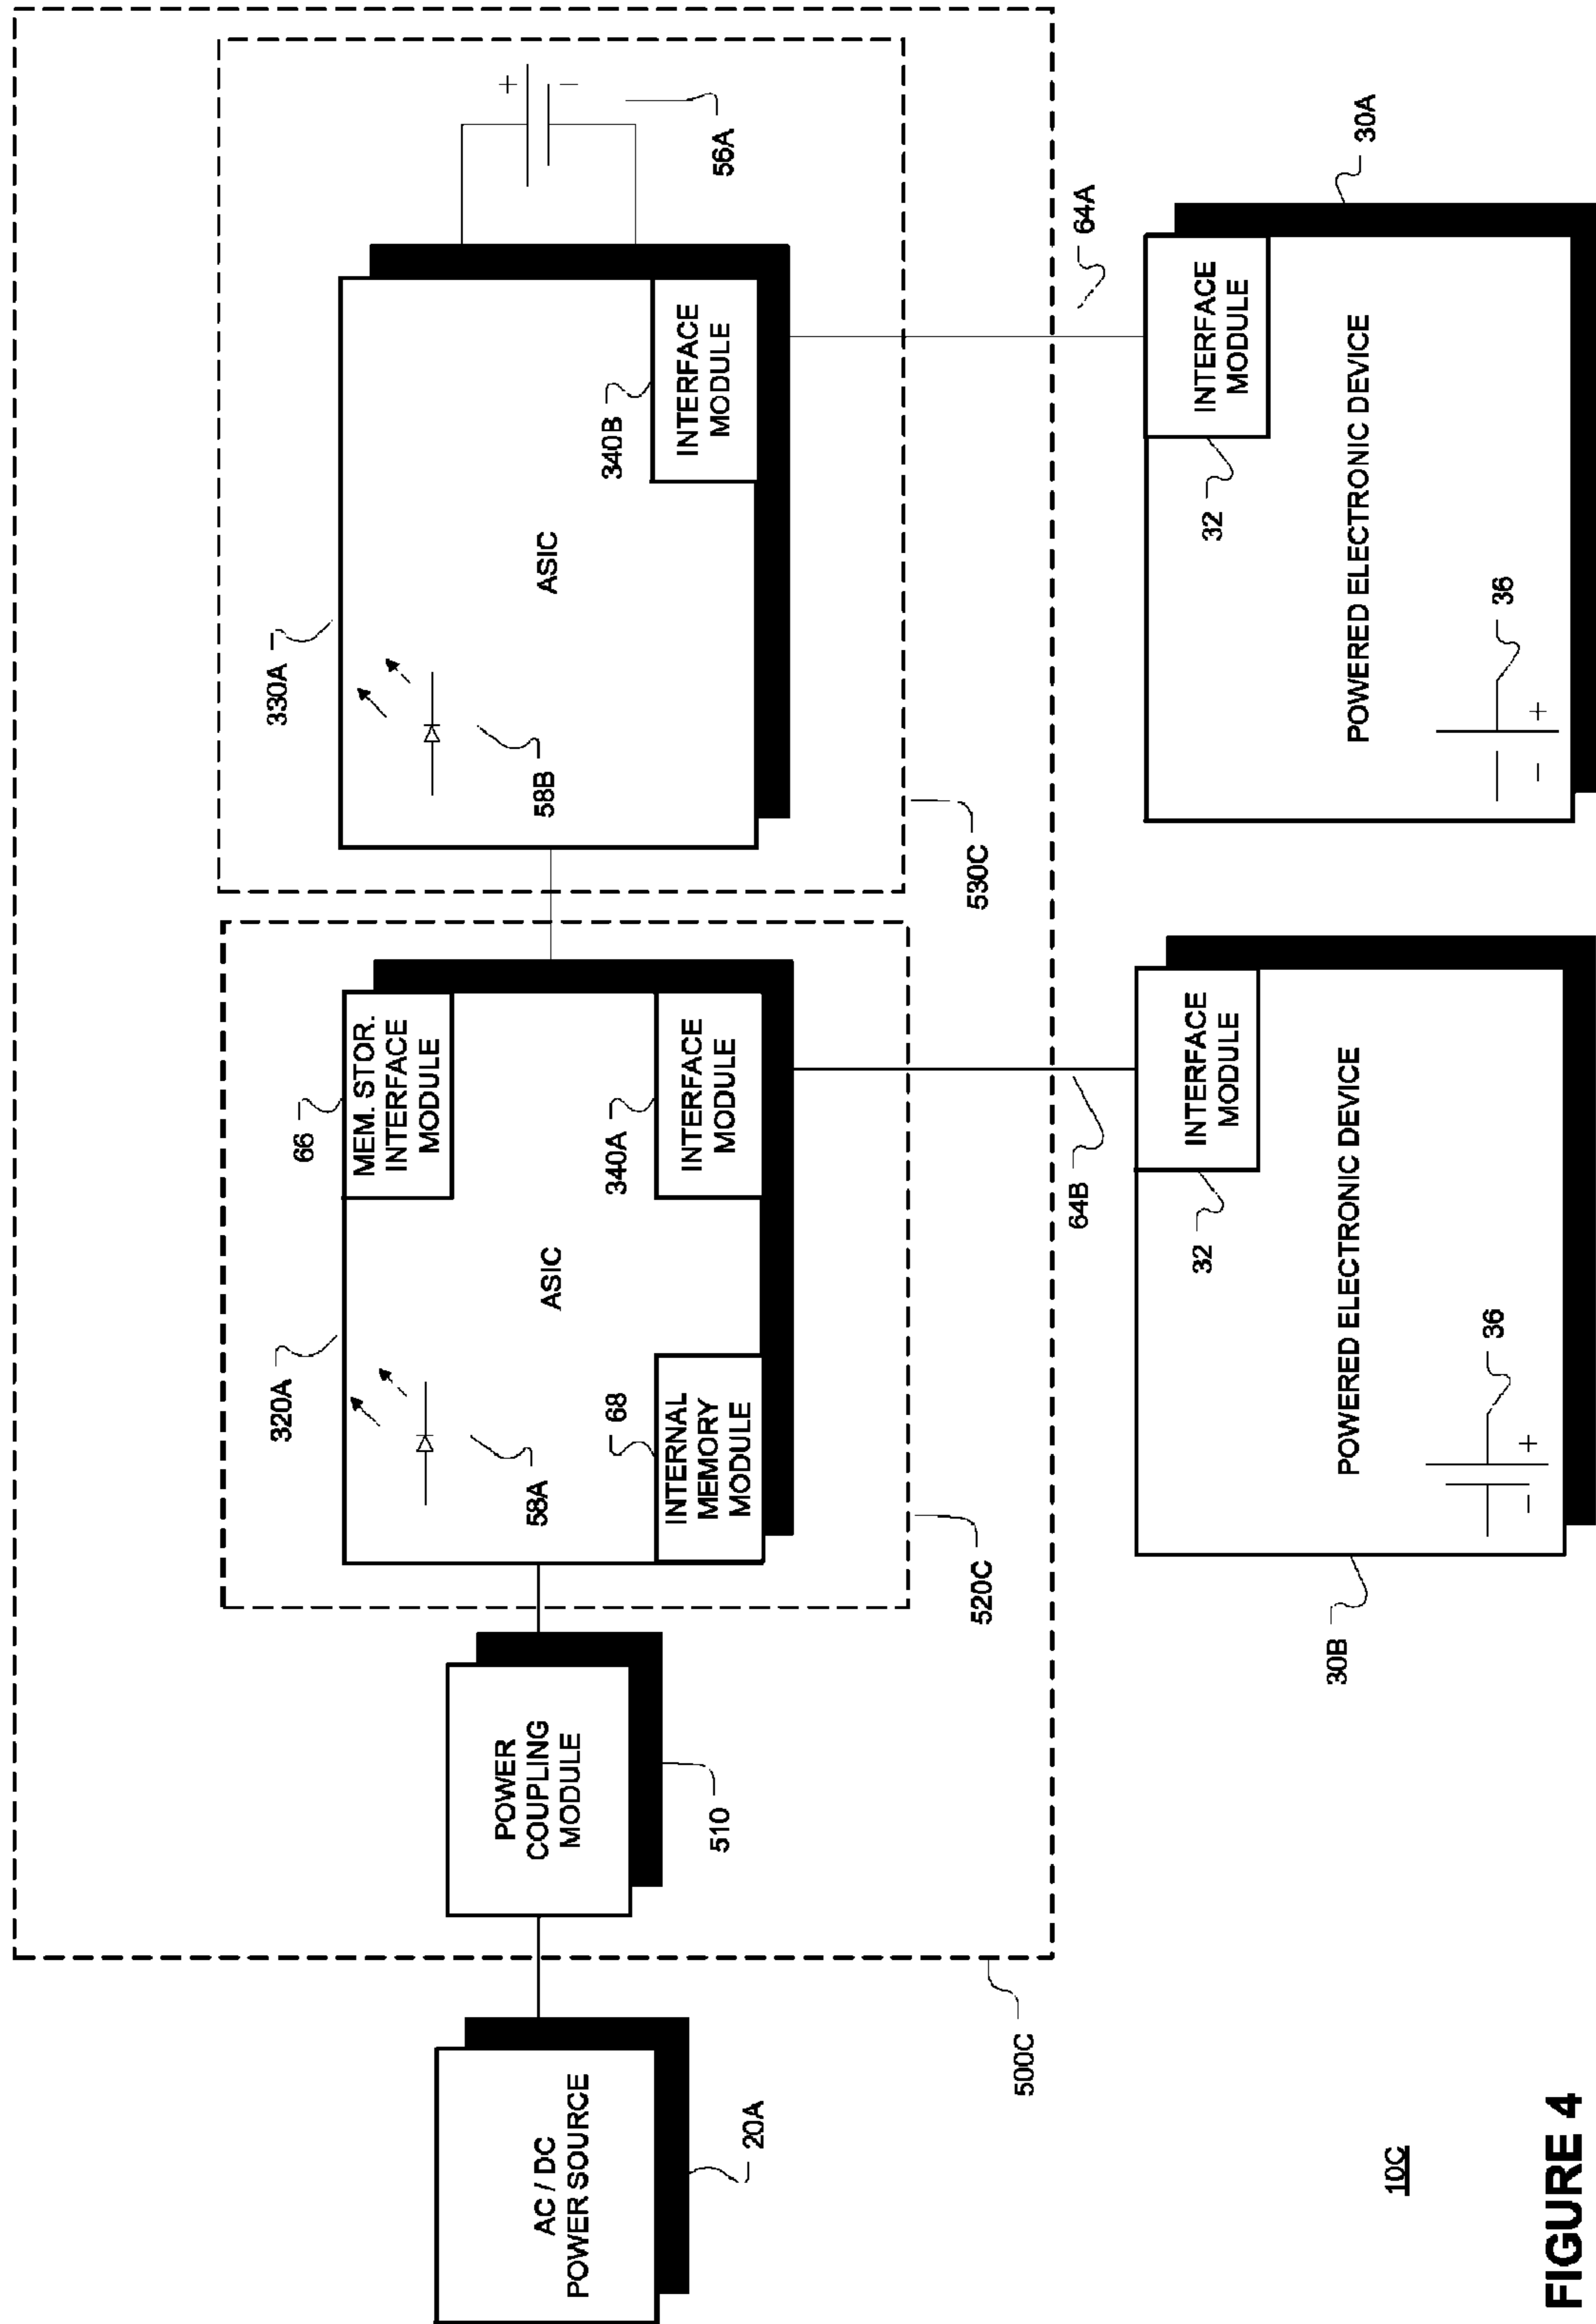 AC / DC
POWER SOURCE
20A
500C
POWER
COUPLING
MODULE
510
320A
58A
ASIC
66
MEM. STOR.
INTERFACE
MODULE
68
INTERNAL
MEMORY
MODULE
340A
INTERFACE
MODULE
520C
330A
58B
ASIC
340B
INTERFACE
MODULE
+
−
56A
530C
64B
64A
30B
POWERED ELECTRONIC DEVICE
32
INTERFACE
MODULE
36
−
+
30A
POWERED ELECTRONIC DEVICE
32
INTERFACE
MODULE
36
−
+
10C
FIGURE 4